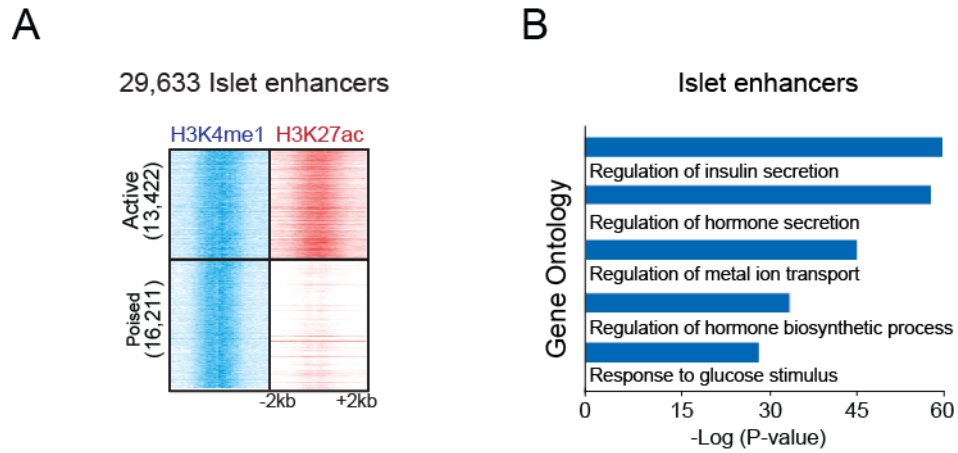 A
29,633 Islet enhancers
H3K4me1 H3K27ac
Active
(13,422)
Poised
(16,211)
-2kb +2kb
B
Islet enhancers
Gene Ontology
Regulation of insulin secretion
Regulation of hormone secretion
Regulation of metal ion transport
Regulation of hormone biosynthetic process
Response to glucose stimulus
0 15 30 45 60
-Log (P-value)